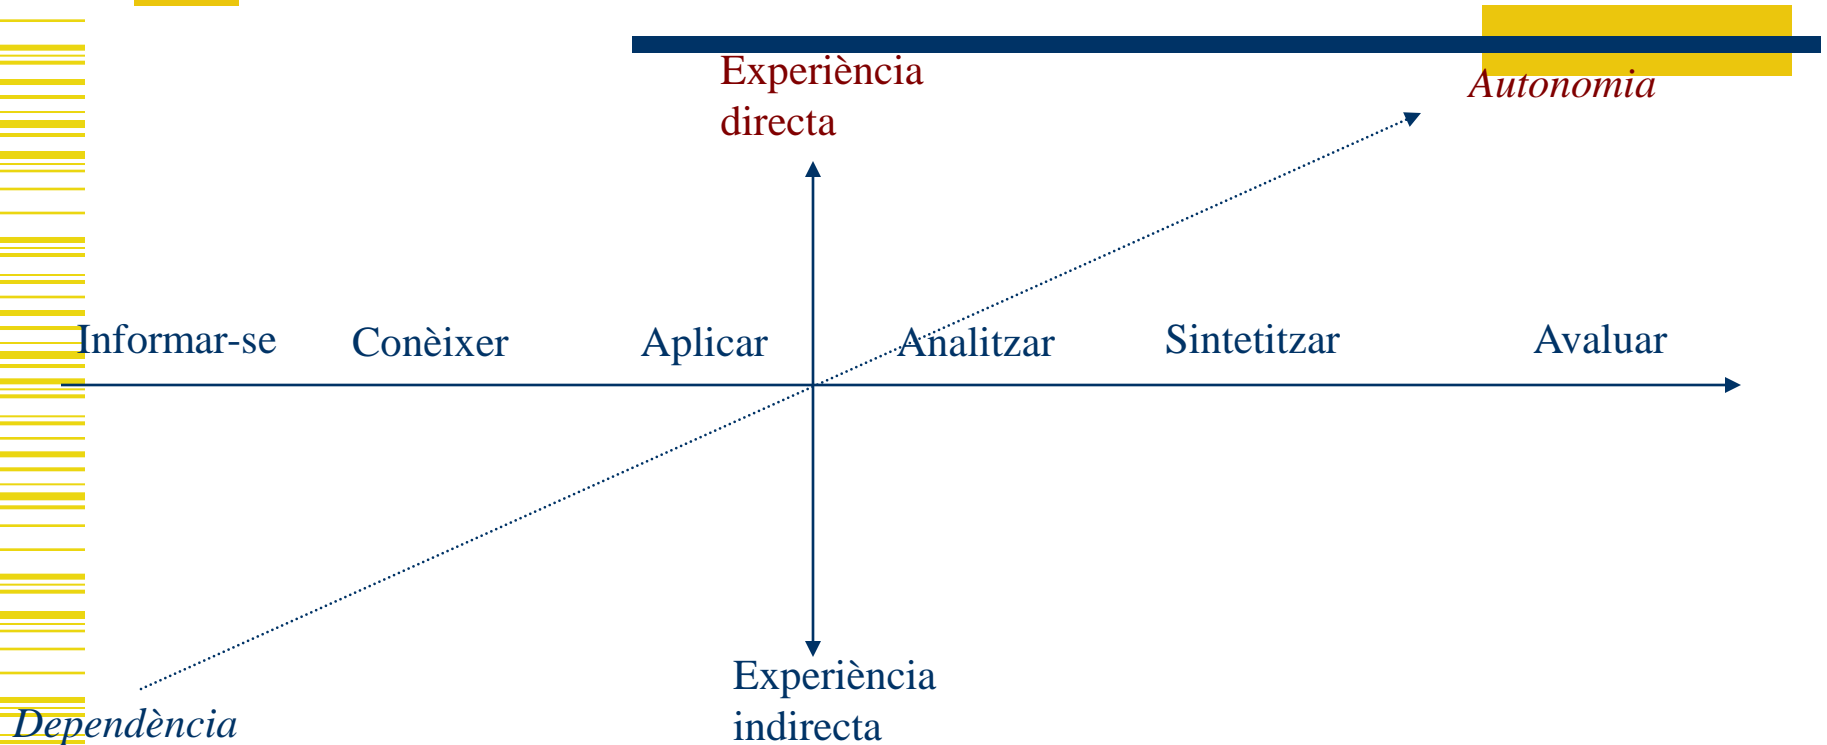 Experiència
directa
Autonomia
Informar-se
Conèixer
Aplicar
Analitzar
Sintetitzar
Avaluar
Experiència
indirecta
Dependència